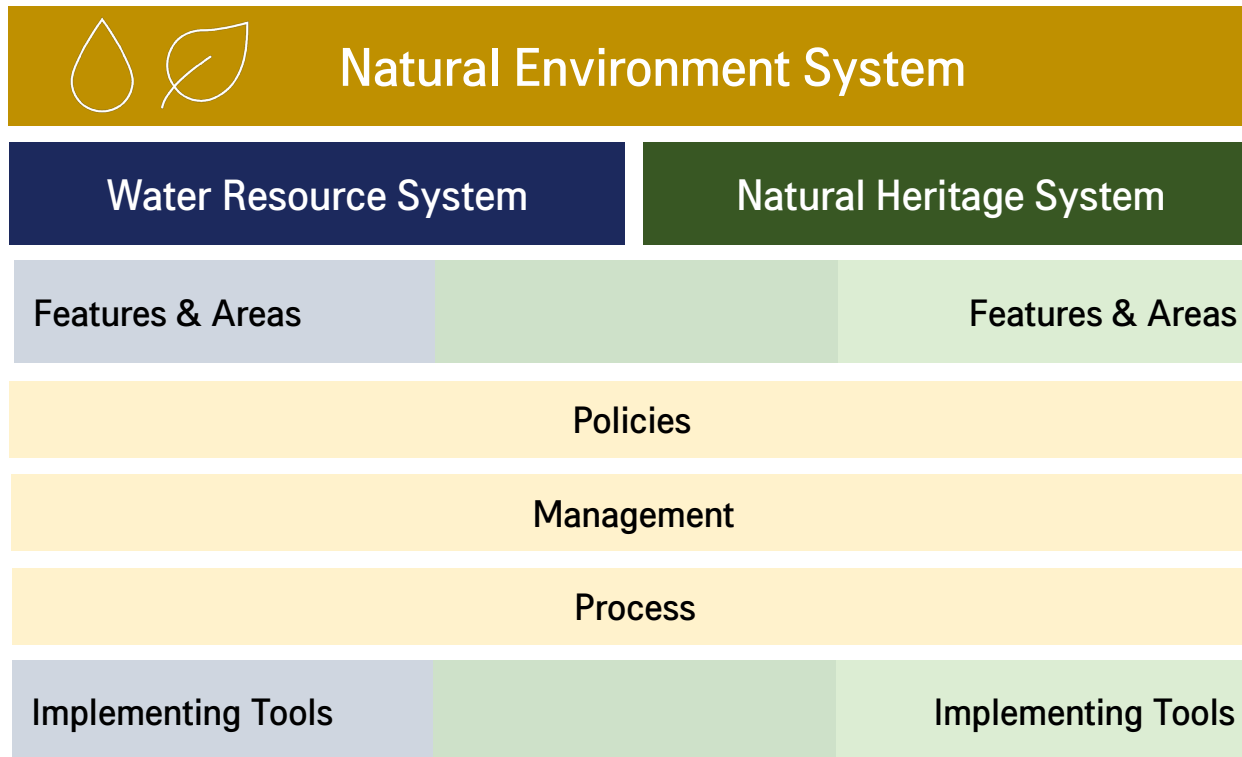 Natural Environment System
Water Resource System
Natural Heritage System
Features & Areas
Features & Areas
Policies
Management
Process
Implementing Tools
Implementing Tools